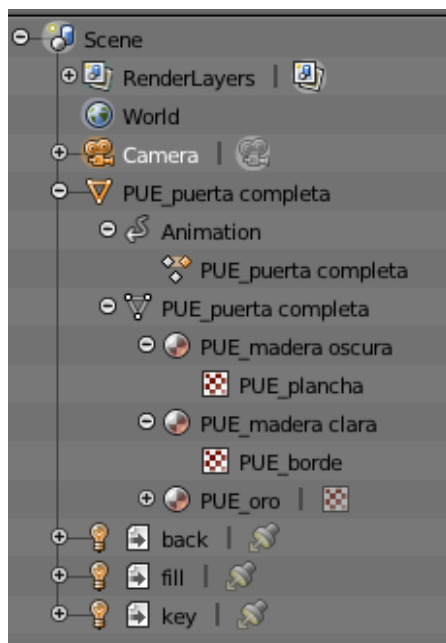 Scene
RenderLayers
World
Camera
PUE_puerta completa
Animation
PUE_puerta completa
PUE_puerta completa
PUE_madera oscura
PUE_plancha
PUE_madera clara
PUE_borde
PUE_oro
back
fill
key